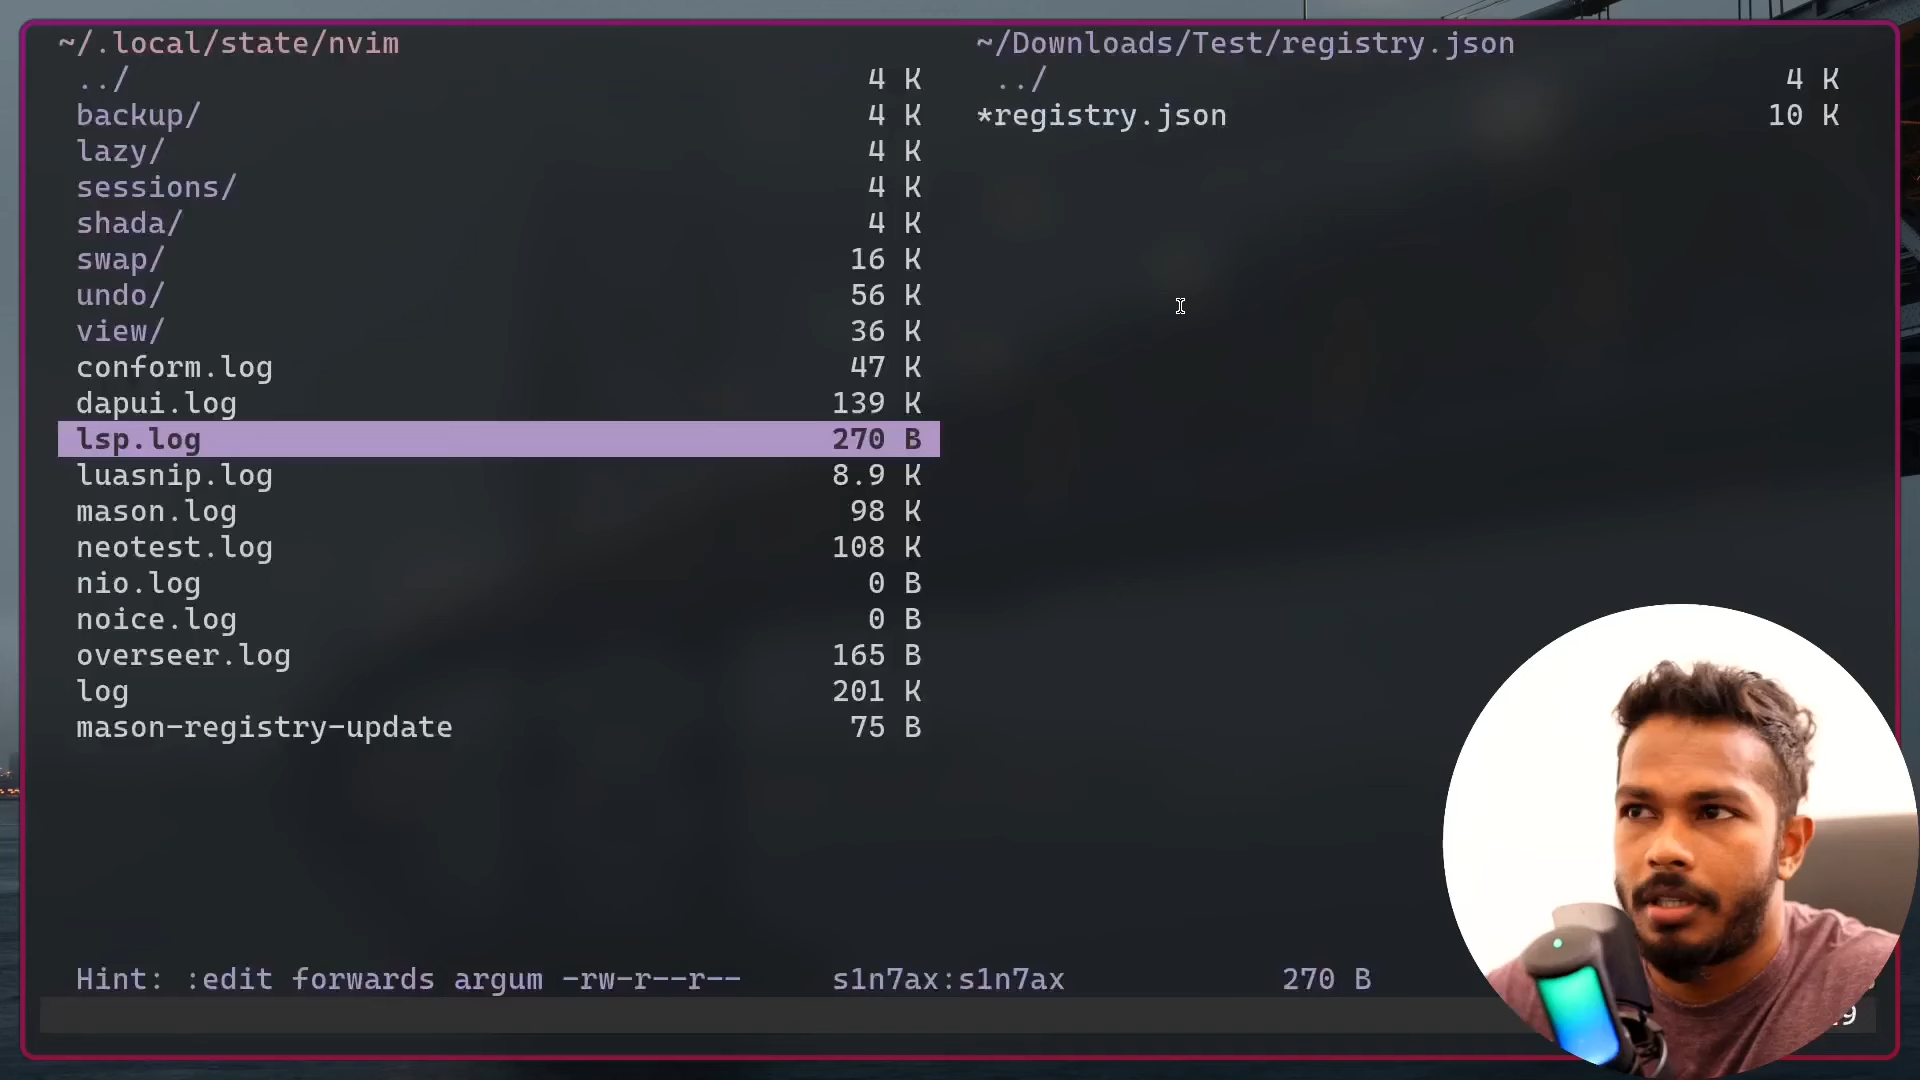 ~/.local/state/nvim
../ 4 K
backup/ 4 K
lazy/ 4 K
sessions/ 4 K
shada/ 4 K
swap/ 16 K
undo/ 56 K
view/ 36 K
conform.log 47 K
dapui.log 139 K
lsp.log 270 B
luasnip.log 8.9 K
mason.log 98 K
neotest.log 108 K
nio.log 0 B
noice.log 0 B
overseer.log 165 B
log 201 K
mason-registry-update 75 B
~/Downloads/Test/registry.json
../ 4 K
*registry.json 10 K
Hint: :edit forwards argum -rw-r--r-- s1n7ax:s1n7ax 270 B